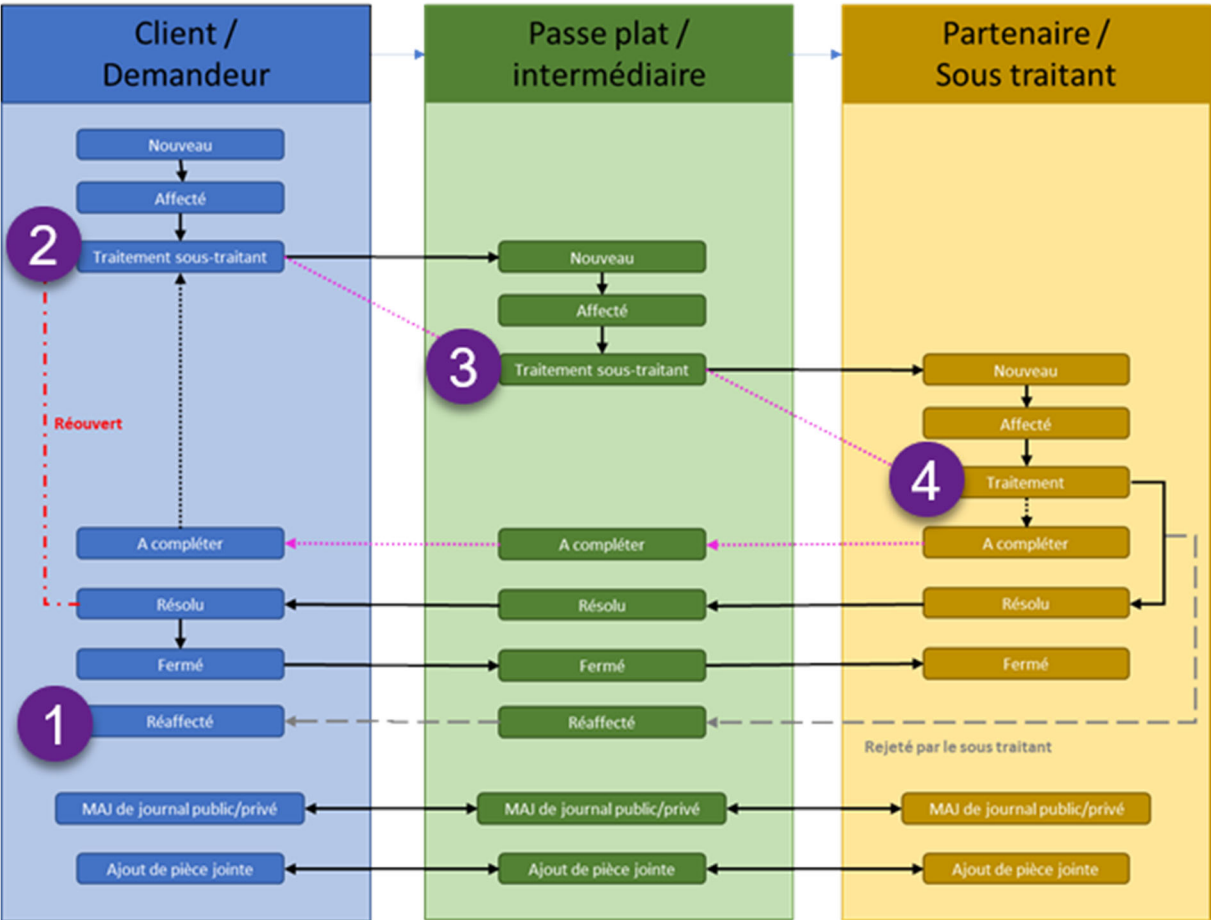 Client /
Demandeur
Passe plat /
intermédiaire
Partenaire /
Sous traitant
Nouveau
Affecté
2
Traitement sous-traitant
Nouveau
Affecté
3
Traitement sous-traitant
Nouveau
Réouvert
Affecté
4
Traitement
A compléter
A compléter
A compléter
Résolu
Résolu
Résolu
Fermé
Fermé
Fermé
1
Réaffecté
Réaffecté
Rejeté par le sous traitant
MAJ de journal public/privé
MAJ de journal public/privé
MAJ de journal public/privé
Ajout de pièce jointe
Ajout de pièce jointe
Ajout de pièce jointe